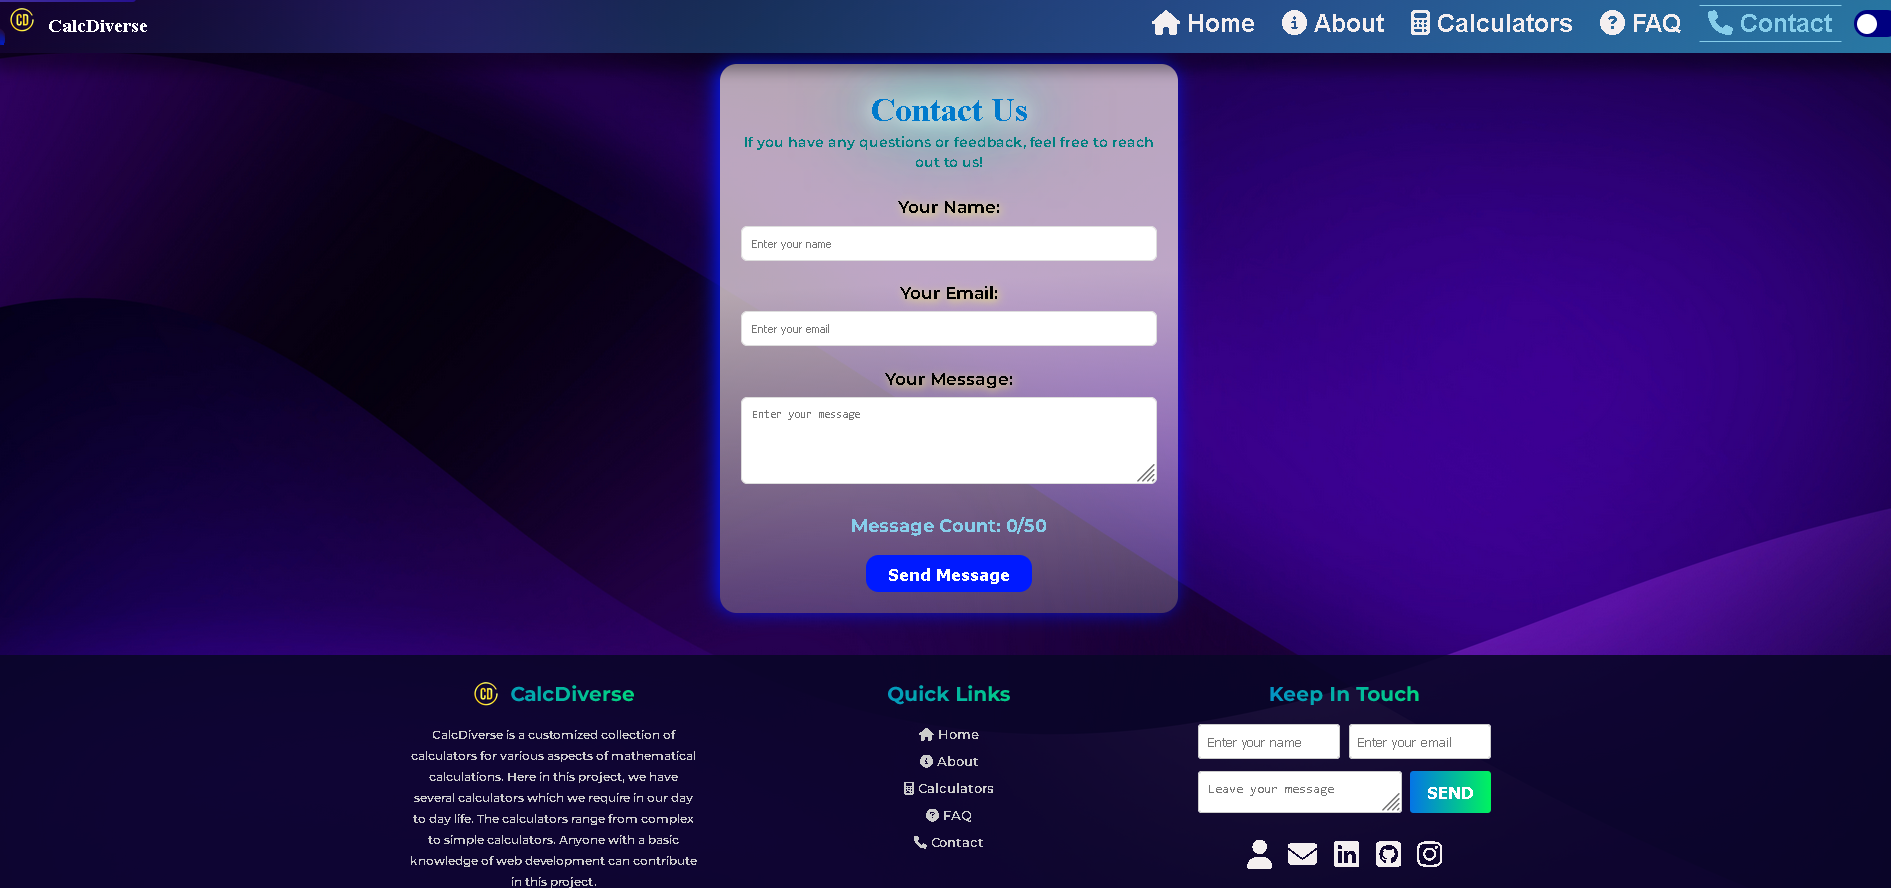 CD CalcDiverse
Home About Calculators FAQ Contact
Contact Us
If you have any questions or feedback, feel free to reach
out to us!
Your Name:
Enter your name
Your Email:
Enter your email
Your Message:
Enter your message
Message Count: 0/50
Send Message
CD CalcDiverse
CalcDiverse is a customized collection of
calculators for various aspects of mathematical
calculations. Here in this project, we have
several calculators which we require in our day
to day life. The calculators range from complex
to simple calculators. Anyone with a basic
knowledge of web development can contribute
in this project.
Quick Links
Home
About
Calculators
FAQ
Contact
Keep In Touch
Enter your name Enter your email
Leave your message SEND